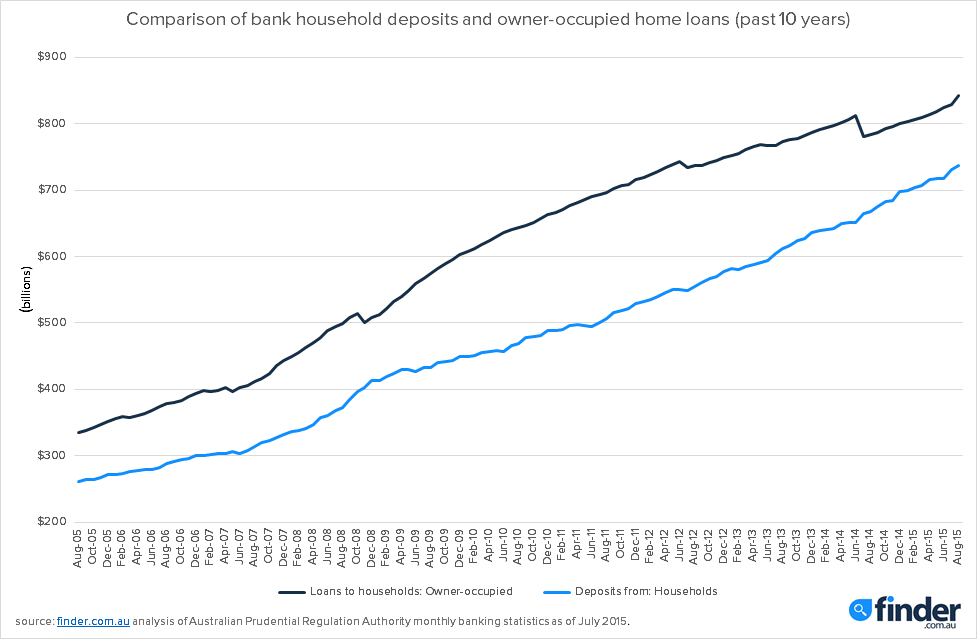 Comparison of bank household deposits and owner-occupied home loans (past 10 years)
$900
$800
$700
$600
$500
$400
$300
$200
(billions)
Aug-05
Oct-05
Dec-05
Feb-06
Apr-06
Jun-06
Aug-06
Oct-06
Dec-06
Feb-07
Apr-07
Jun-07
Aug-07
Oct-07
Dec-07
Feb-08
Apr-08
Jun-08
Aug-08
Oct-08
Dec-08
Feb-09
Apr-09
Jun-09
Aug-09
Oct-09
Dec-09
Feb-10
Apr-10
Jun-10
Aug-10
Oct-10
Dec-10
Feb-11
Apr-11
Jun-11
Aug-11
Oct-11
Dec-11
Feb-12
Apr-12
Jun-12
Aug-12
Oct-12
Dec-12
Feb-13
Apr-13
Jun-13
Aug-13
Oct-13
Dec-13
Feb-14
Apr-14
Jun-14
Aug-14
Oct-14
Dec-14
Feb-15
Apr-15
Jun-15
Aug-15
Loans to households: Owner-occupied
Deposits from: Households
source: finder.com.au analysis of Australian Prudential Regulation Authority monthly banking statistics as of July 2015.
finder
.com.au